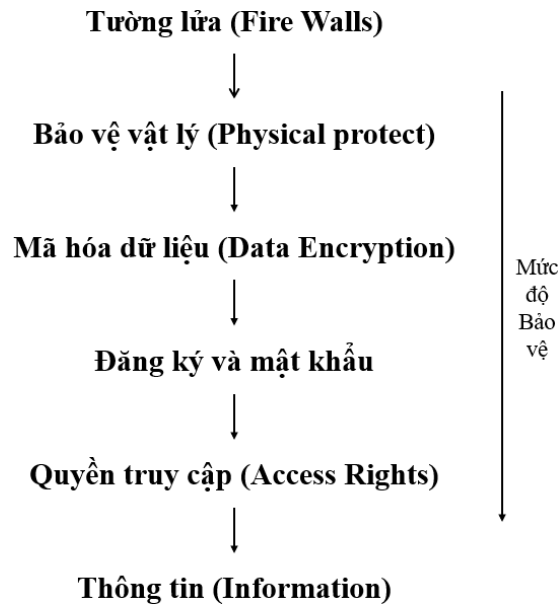 Tường lửa (Fire Walls)
Bảo vệ vật lý (Physical protect)
Mã hóa dữ liệu (Data Encryption)
Đăng ký và mật khẩu
Quyền truy cập (Access Rights)
Thông tin (Information)
Mức
độ
Bảo
vệ